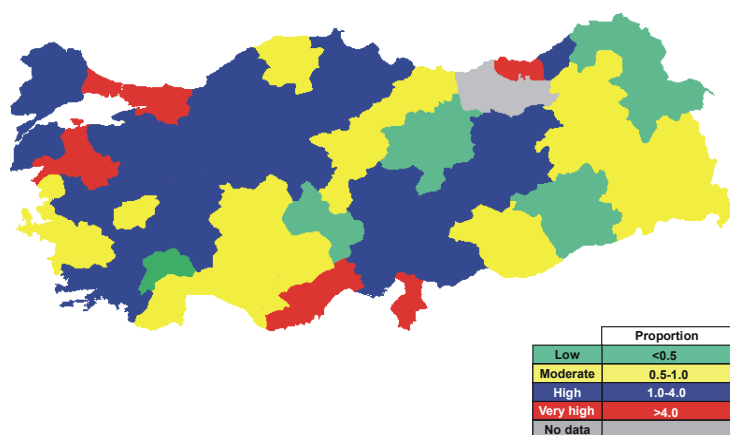 Proportion
Low <0.5
Moderate 0.5-1.0
High 1.0-4.0
Very high >4.0
No data